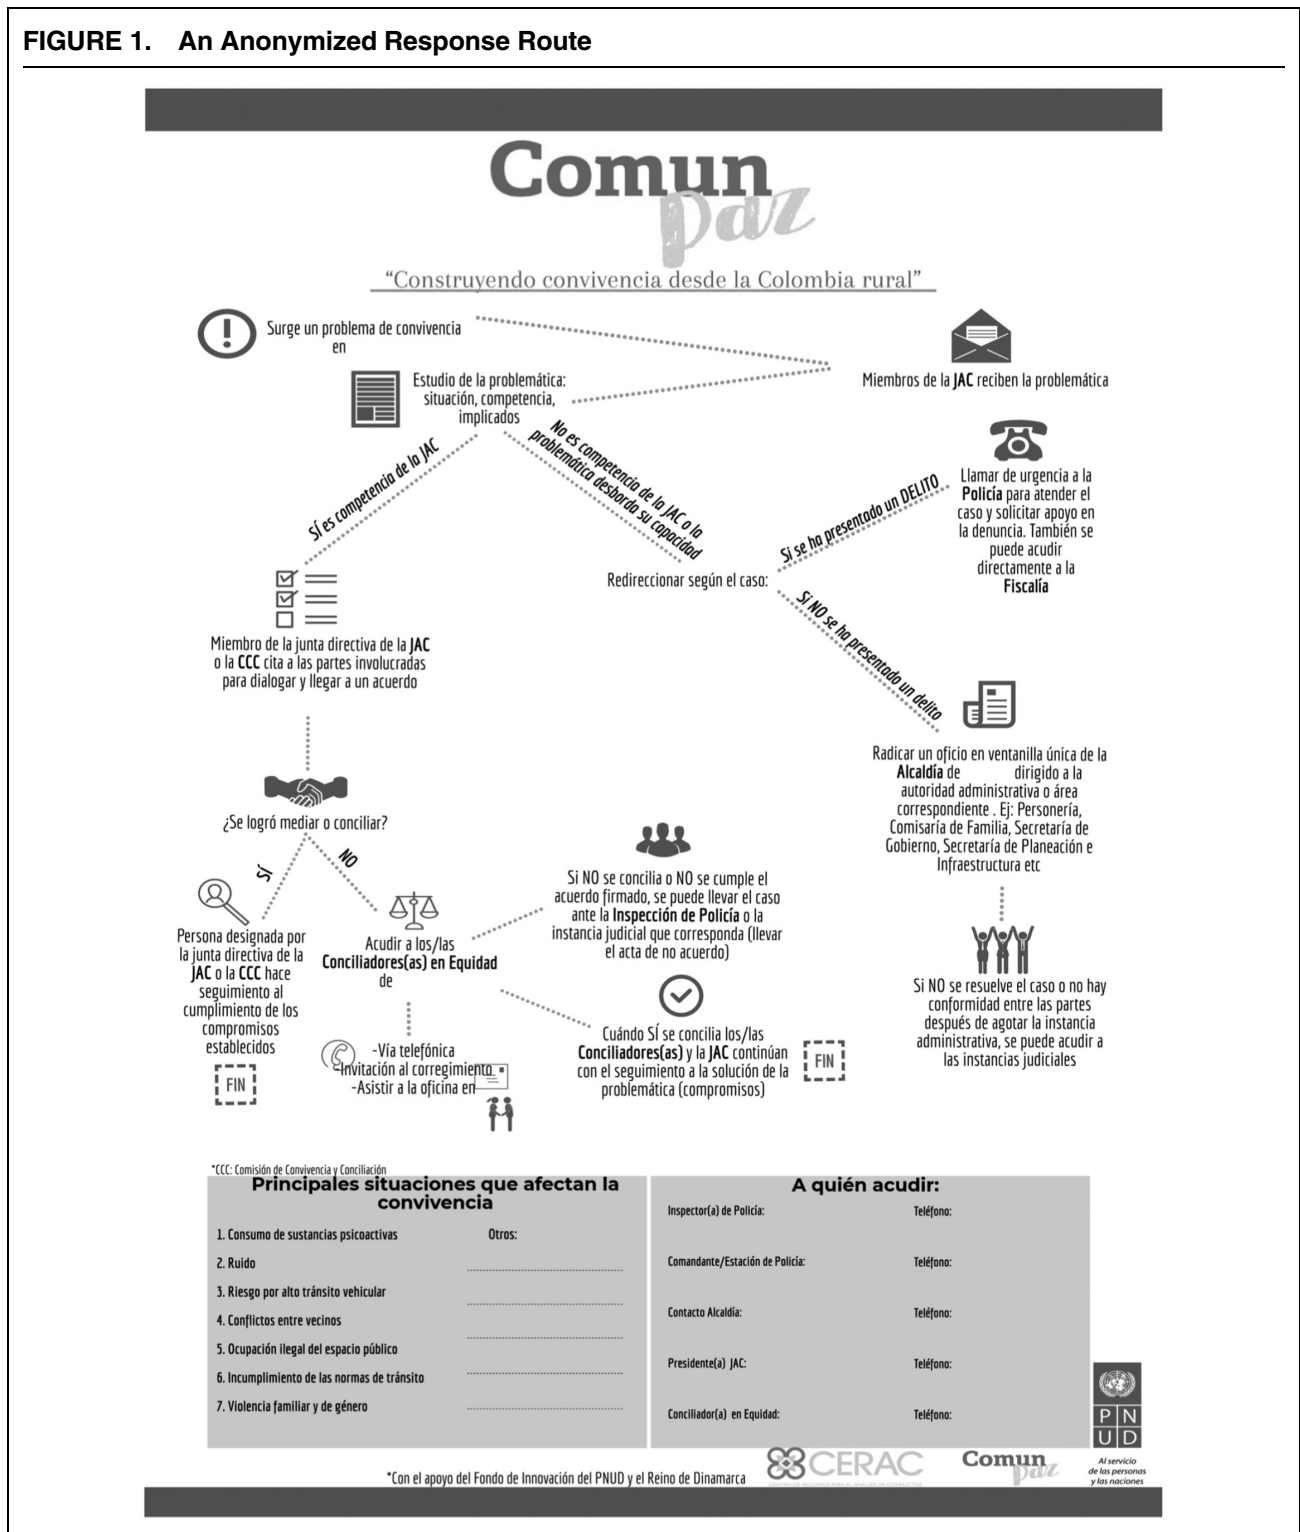 FIGURE 1. An Anonymized Response Route
Comun
paz
“Construyendo convivencia desde la Colombia rural”
Surge un problema de convivencia
en
Miembros de la JAC reciben la problemática
Estudio de la problemática:
situación, competencia,
implicados
SÍ es competencia de la JAC
No es competencia de la JAC o la
problemática desborda su capacidad
Redireccionar según el caso:
Si se ha presentado un DELITO
Llamar de urgencia a la
Policía para atender el
caso y solicitar apoyo en
la denuncia. También se
puede acudir
directamente a la
Fiscalía
Si NO se ha presentado un delito
Radicar un oficio en ventanilla única de la
Alcaldía de dirigido a la
autoridad administrativa o área
correspondiente . Ej: Personería,
Comisaría de Familia, Secretaría de
Gobierno, Secretaría de Planeación e
Infraestructura etc
Si NO se resuelve el caso o no hay
conformidad entre las partes
después de agotar la instancia
administrativa, se puede acudir a
las instancias judiciales
Miembro de la junta directiva de la JAC
o la CCC cita a las partes involucradas
para dialogar y llegar a un acuerdo
¿Se logró mediar o conciliar?
SÍ
NO
Persona designada por
la junta directiva de la
JAC o la CCC hace
seguimiento al
cumplimiento de los
compromisos
establecidos
FIN
Acudir a los/las
Conciliadores(as) en Equidad
de
-Vía telefónica
-Invitación al corregimiento
-Asistir a la oficina en
Si NO se concilia o NO se cumple el
acuerdo firmado, se puede llevar el caso
ante la Inspección de Policía o la
instancia judicial que corresponda (llevar
el acta de no acuerdo)
Cuándo SÍ se concilia los/las
Conciliadores(as) y la JAC continúan
con el seguimiento a la solución de la
problemática (compromisos)
FIN
*CCC: Comisión de Convivencia y Conciliación
Principales situaciones que afectan la
convivencia
1. Consumo de sustancias psicoactivas
2. Ruido
3. Riesgo por alto tránsito vehicular
4. Conflictos entre vecinos
5. Ocupación ilegal del espacio público
6. Incumplimiento de las normas de tránsito
7. Violencia familiar y de género
Otros:
A quién acudir:
Inspector(a) de Policía: Teléfono:
Comandante/Estación de Policía: Teléfono:
Contacto Alcaldía: Teléfono:
Presidente(a) JAC: Teléfono:
Conciliador(a) en Equidad: Teléfono:
*Con el apoyo del Fondo de Innovación del PNUD y el Reino de Dinamarca
CERAC
CENTRO DE RECURSOS PARA EL ANÁLISIS DE CONFLICTOS
Comun
paz
P N
U D
Al servicio
de las personas
y las naciones